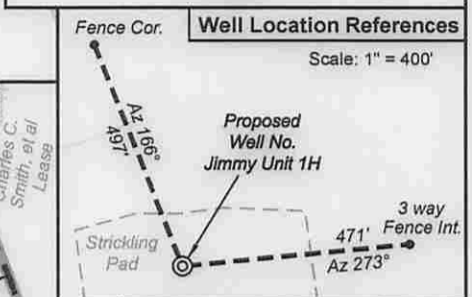 Well Location References
Fence Cor.
Scale: 1" = 400'
Az 166°
497'
Proposed
Well No.
Jimmy Unit 1H
Charles C.
Smith, et al
Lease
Strickling
Pad
3 way
Fence Int.
471'
Az 273°